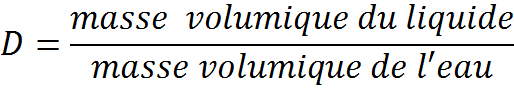 D = masse volumique du liquide
masse volumique de l'eau